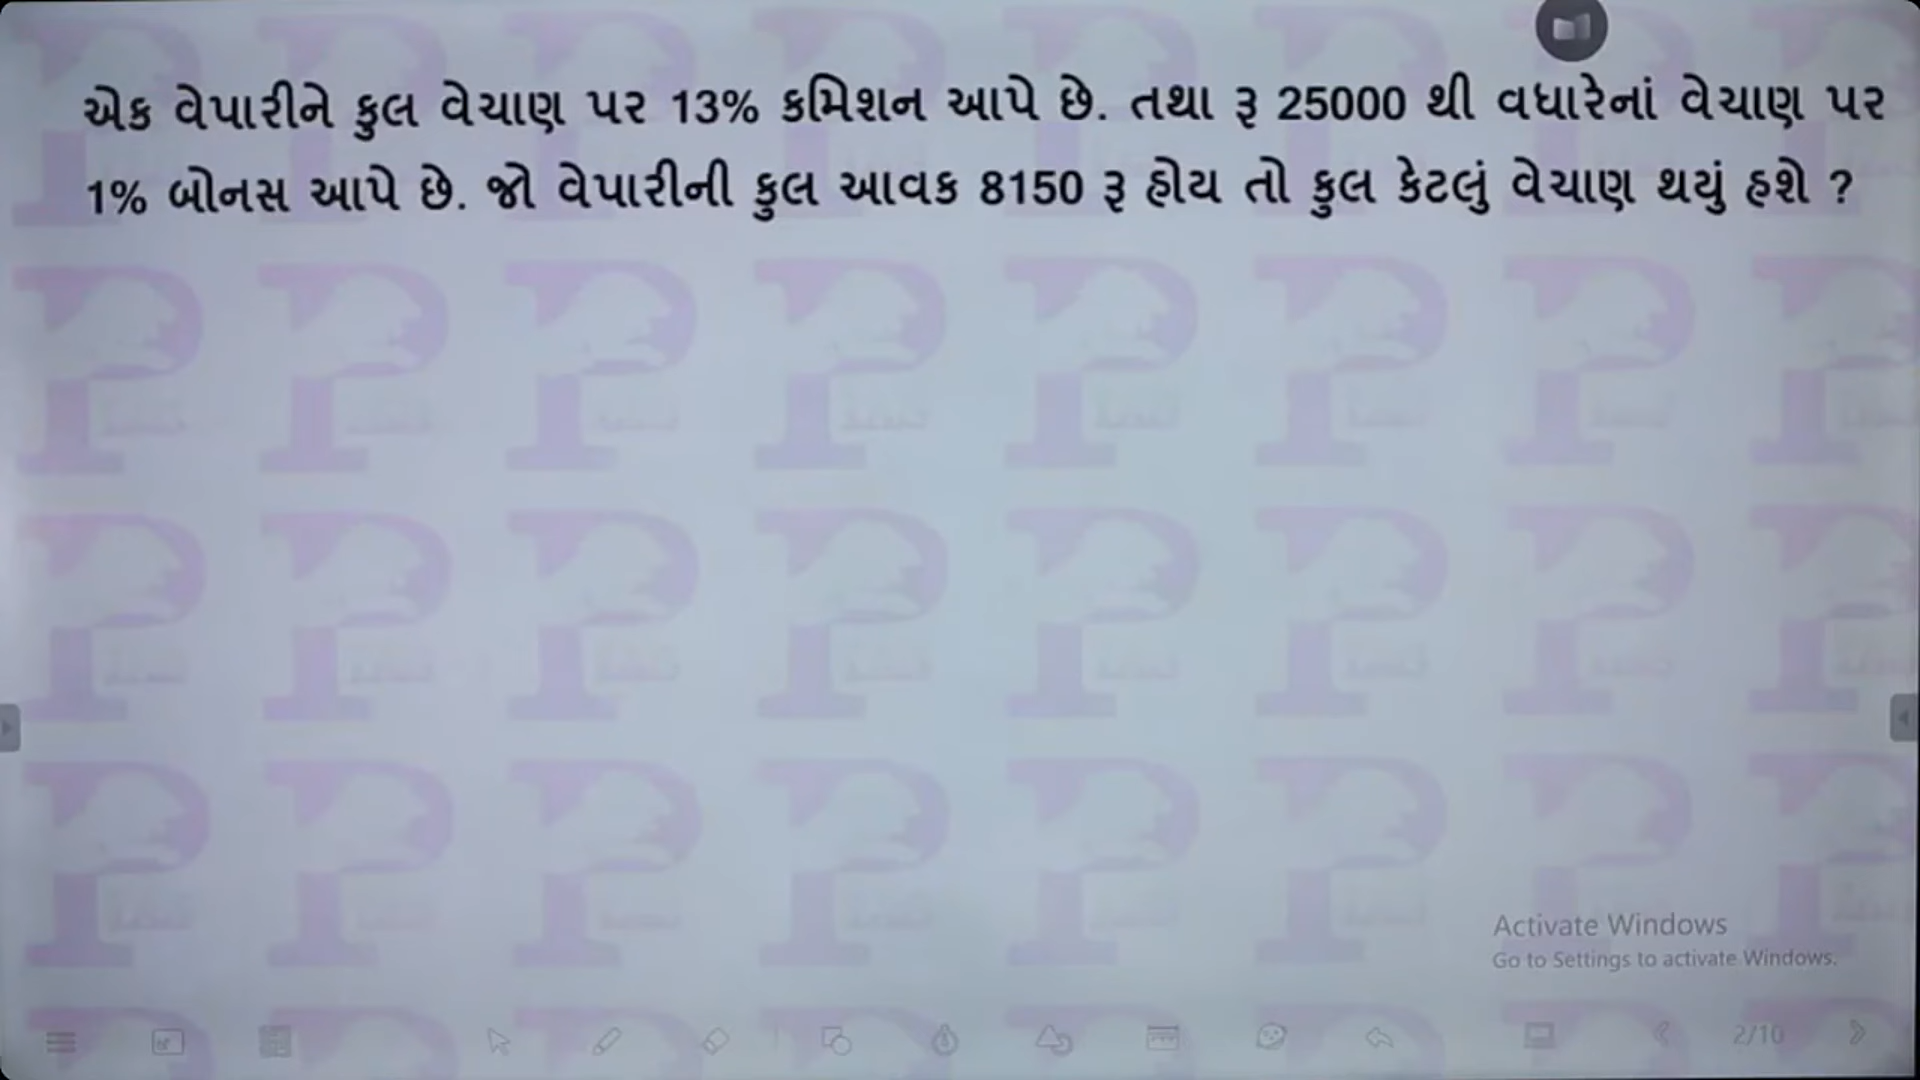 એક વેપારીને કુલ વેચાણ પર 13% કમિશન આપે છે. તથા રૂ 25000 થી વધારેનાં વેચાણ પર
1% બોનસ આપે છે. જો વેપારીની કુલ આવક 8150 રૂ હોય તો કુલ કેટલું વેચાણ થયું હશે ?
Activate Windows
Go to Settings to activate Windows.
2/10